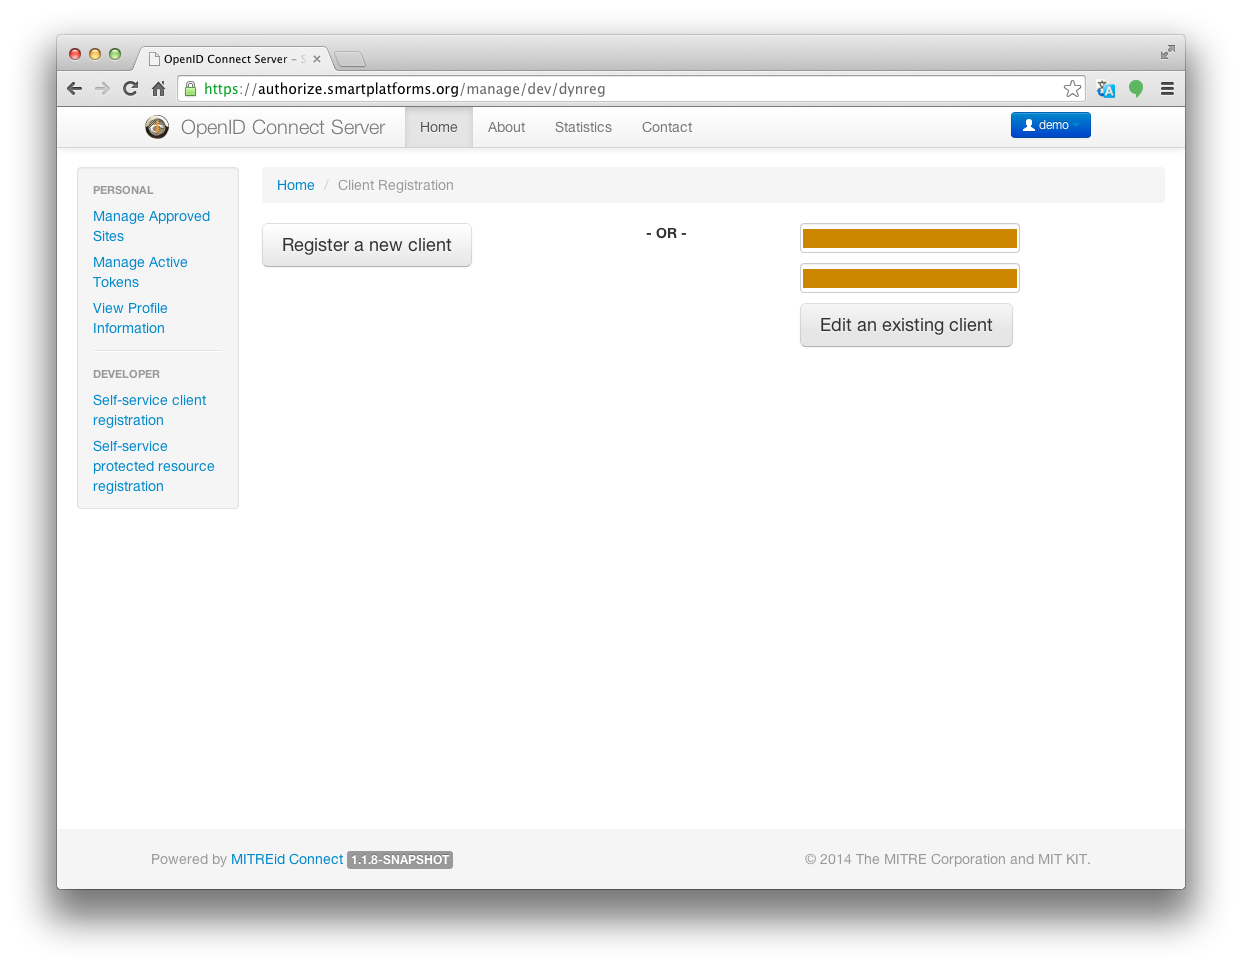 OpenID Connect Server – S
https://authorize.smartplatforms.org/manage/dev/dynreg
OpenID Connect Server Home About Statistics Contact demo
PERSONAL
Manage Approved
Sites
Manage Active
Tokens
View Profile
Information
DEVELOPER
Self-service client
registration
Self-service
protected resource
registration
Home / Client Registration
Register a new client
- OR -
Edit an existing client
Powered by MITREid Connect 1.1.8-SNAPSHOT
© 2014 The MITRE Corporation and MIT KIT.